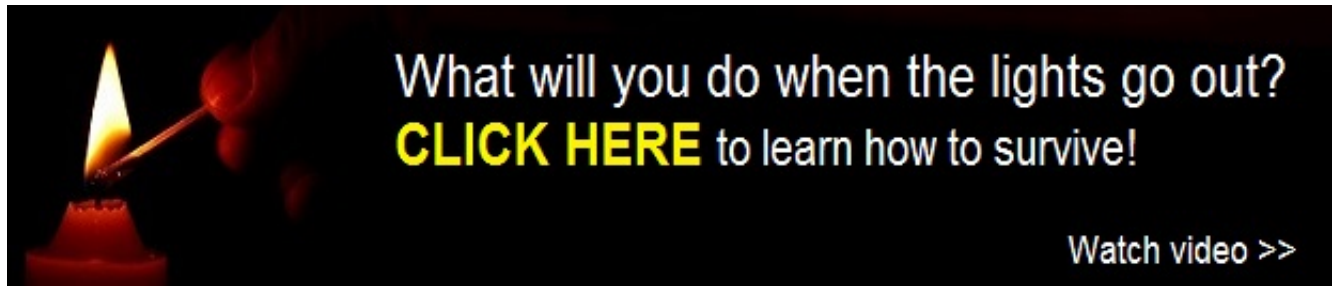 What will you do when the lights go out?
CLICK HERE to learn how to survive!
Watch video >>